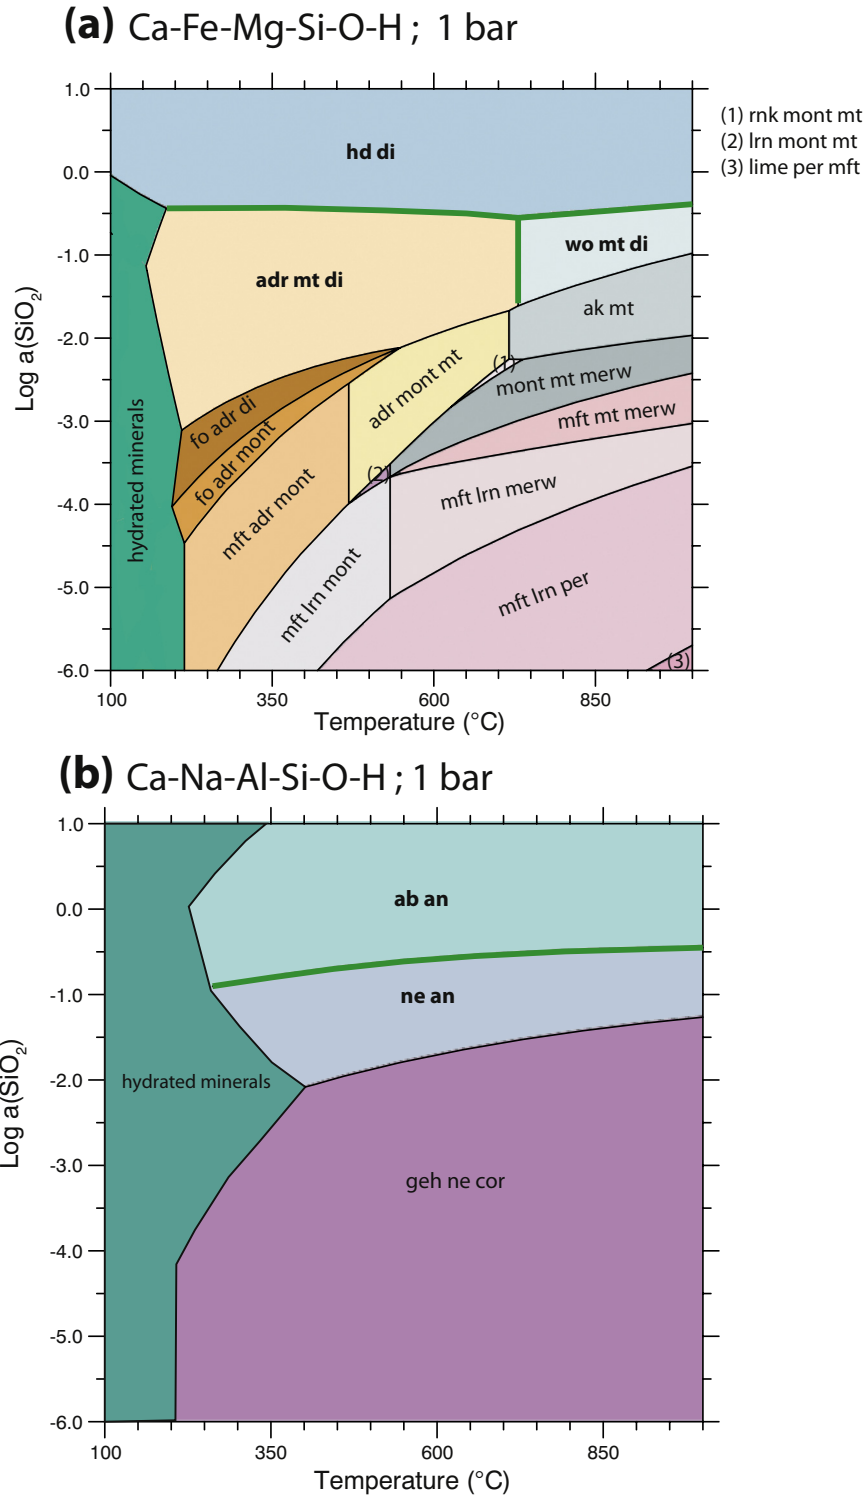 (a) Ca-Fe-Mg-Si-O-H ; 1 bar
(1) rnk mont mt
(2) lrn mont mt
(3) lime per mft
1.0
0.0
-1.0
-2.0
-3.0
-4.0
-5.0
-6.0
Log a(SiO2)
hd di
wo mt di
adr mt di
ak mt
(1)
adr mont mt
mont mt merw
fo adr di
mft mt merw
fo adr mont
hydrated minerals
(2)
mft adr mont
mft lrn merw
mft lrn mont
mft lrn per
(3)
100
350
600
850
Temperature (°C)
(b) Ca-Na-Al-Si-O-H ; 1 bar
1.0
0.0
-1.0
-2.0
-3.0
-4.0
-5.0
-6.0
Log a(SiO2)
ab an
ne an
hydrated minerals
geh ne cor
100
350
600
850
Temperature (°C)